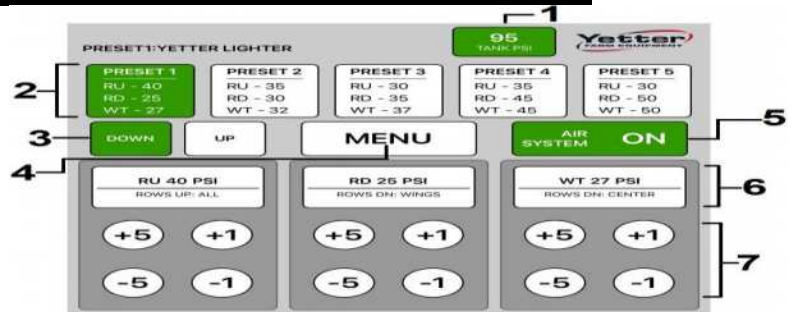 1
95
TANK PSI
Yetter
FARM EQUIPMENT
PRESET1:YETTER LIGHTER
2
PRESET 1
RU - 40
RD - 25
WT - 27
PRESET 2
RU - 35
RD - 30
WT - 32
PRESET 3
RU - 30
RD - 35
WT - 37
PRESET 4
RU - 35
RD - 45
WT - 45
PRESET 5
RU - 30
RD - 50
WT - 50
3
DOWN
UP
MENU
AIR SYSTEM ON
5
4
RU 40 PSI
ROWS UP: ALL
RD 25 PSI
ROWS DN: WINGS
WT 27 PSI
ROWS DN: CENTER
6
+5 +1
-5 -1
+5 +1
-5 -1
+5 +1
-5 -1
7